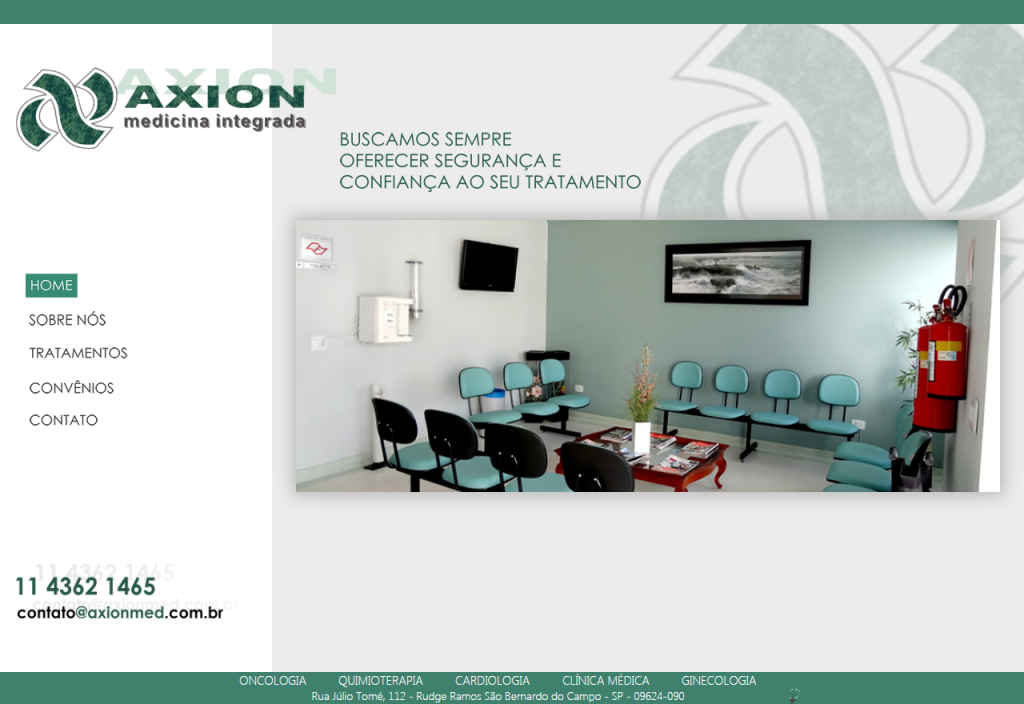 AXION
medicina integrada
BUSCAMOS SEMPRE
OFERECER SEGURANÇA E
CONFIANÇA AO SEU TRATAMENTO
HOME
SOBRE NÓS
TRATAMENTOS
CONVÊNIOS
CONTATO
11 4362 1465
contato@axionmed.com.br
ONCOLOGIA QUIMIOTERAPIA CARDIOLOGIA CLÍNICA MÉDICA GINECOLOGIA
Rua Júlio Tomé, 112 - Rudge Ramos São Bernardo do Campo - SP - 09624-090